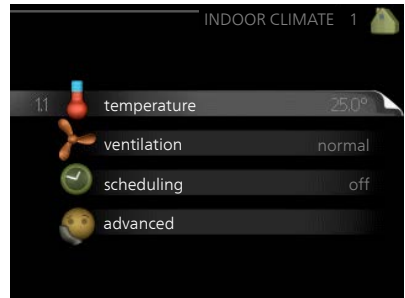 INDOOR CLIMATE 1
1.1 temperature 25.0°
ventilation normal
scheduling off
advanced